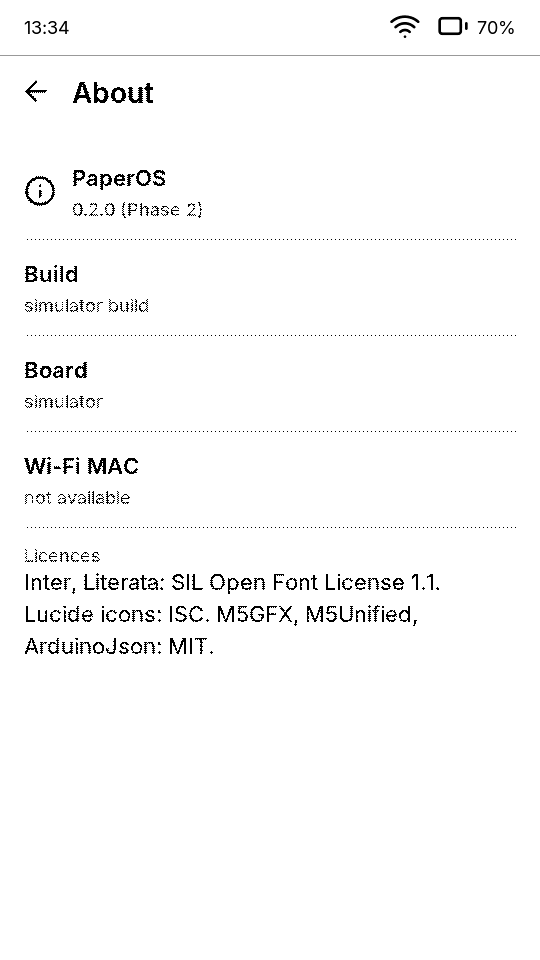 13:34
70%
About
PaperOS
0.2.0 (Phase 2)
Build
simulator build
Board
simulator
Wi-Fi MAC
not available
Licences
Inter, Literata: SIL Open Font License 1.1.
Lucide icons: ISC. M5GFX, M5Unified,
ArduinoJson: MIT.